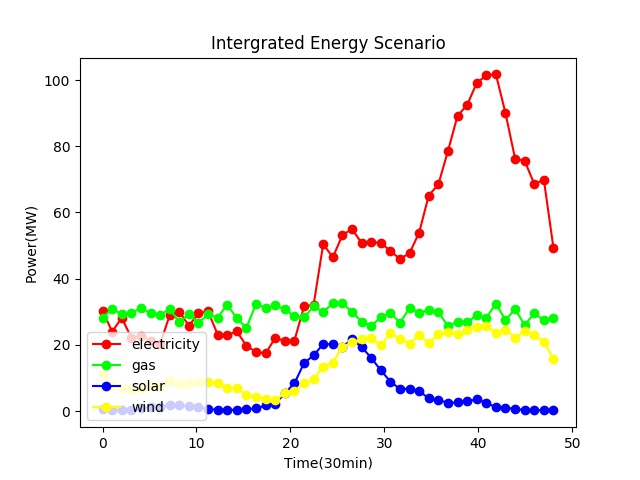 Intergrated Energy Scenario
Power(MW)
100
80
60
40
20
0
electricity
gas
solar
wind
0 10 20 30 40 50
Time(30min)